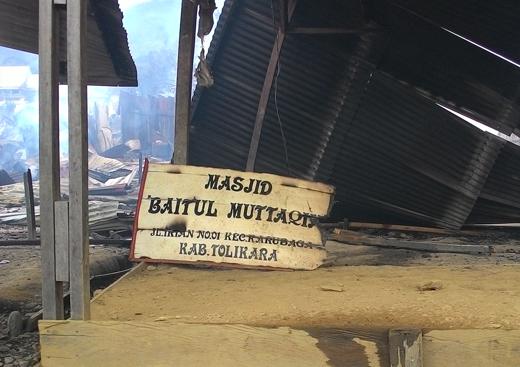 MASJID
BAITUL MUTTAQIN
JL.IRIAN NO.01 KEC.KARUBAGA
KAB.TOLIKARA